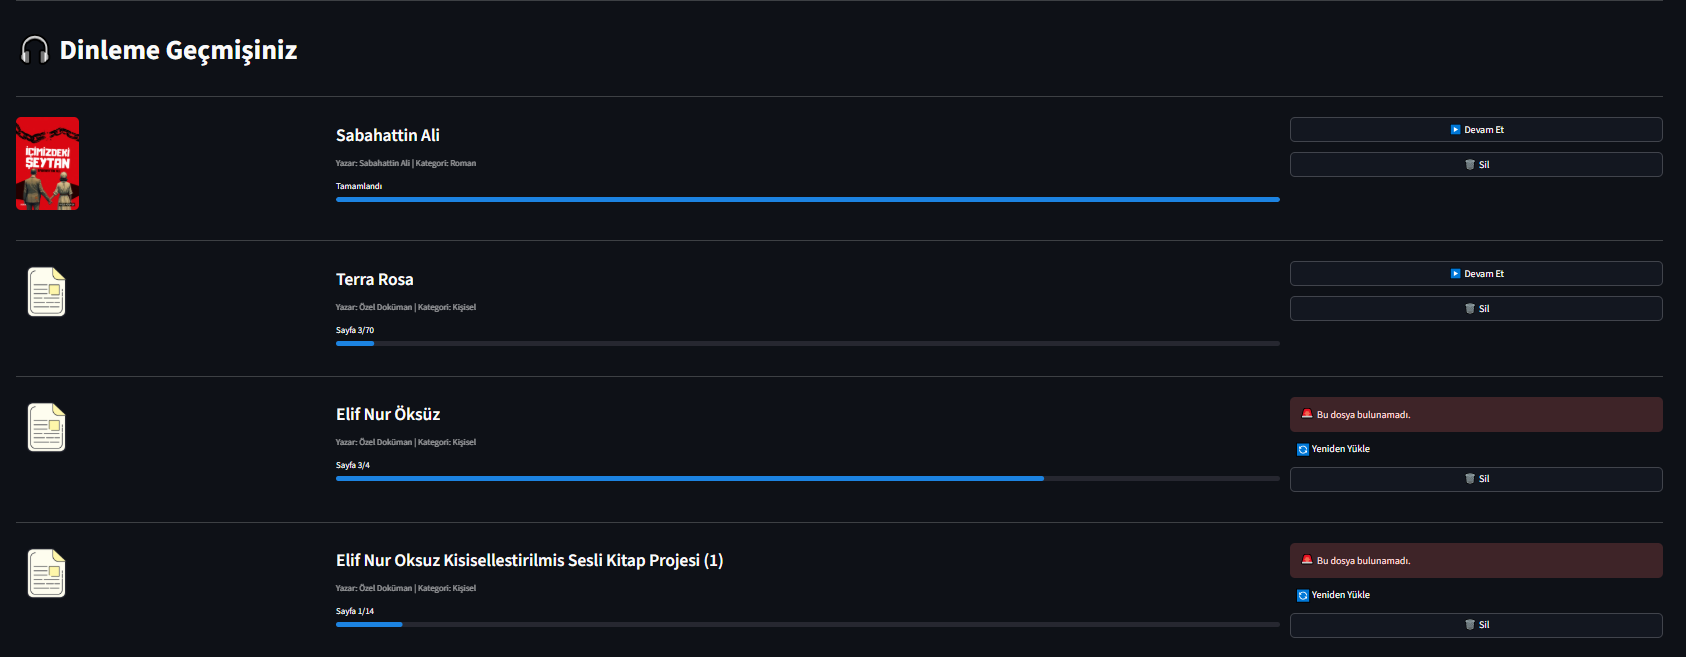 Dinleme Geçmişiniz
İÇİMİZDEKİ
ŞEYTAN
Sabahattin Ali
Yazar: Sabahattin Ali | Kategori: Roman
Tamamlandı
Devam Et
Sil
Terra Rosa
Yazar: Özel Doküman | Kategori: Kişisel
Sayfa 3/70
Devam Et
Sil
Elif Nur Öksüz
Yazar: Özel Doküman | Kategori: Kişisel
Sayfa 3/4
Bu dosya bulunamadı.
Yeniden Yükle
Sil
Elif Nur Oksuz Kisisellestirilmis Sesli Kitap Projesi (1)
Yazar: Özel Doküman | Kategori: Kişisel
Sayfa 1/14
Bu dosya bulunamadı.
Yeniden Yükle
Sil